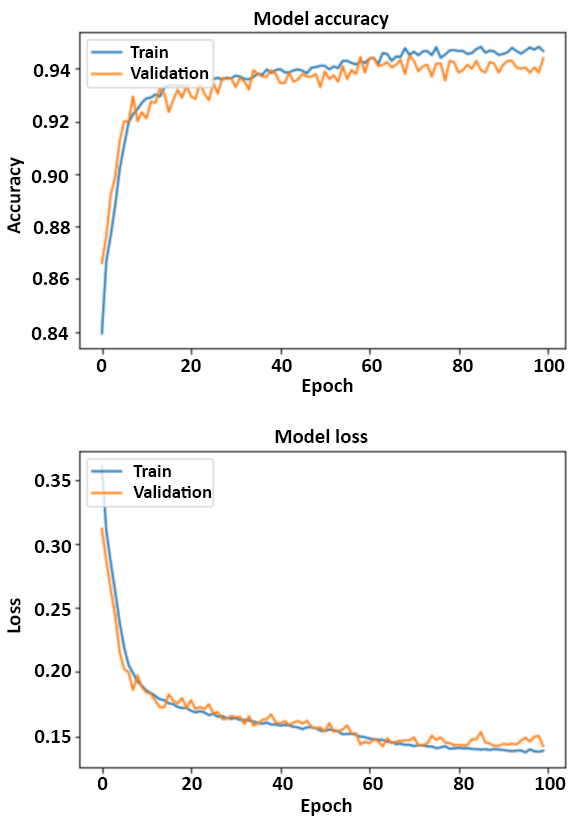 Model accuracy
Train
Validation
0.94
0.92
0.90
0.88
0.86
0.84
Accuracy
0 20 40 60 80 100
Epoch
Model loss
Train
Validation
0.35
0.30
0.25
0.20
0.15
Loss
0 20 40 60 80 100
Epoch